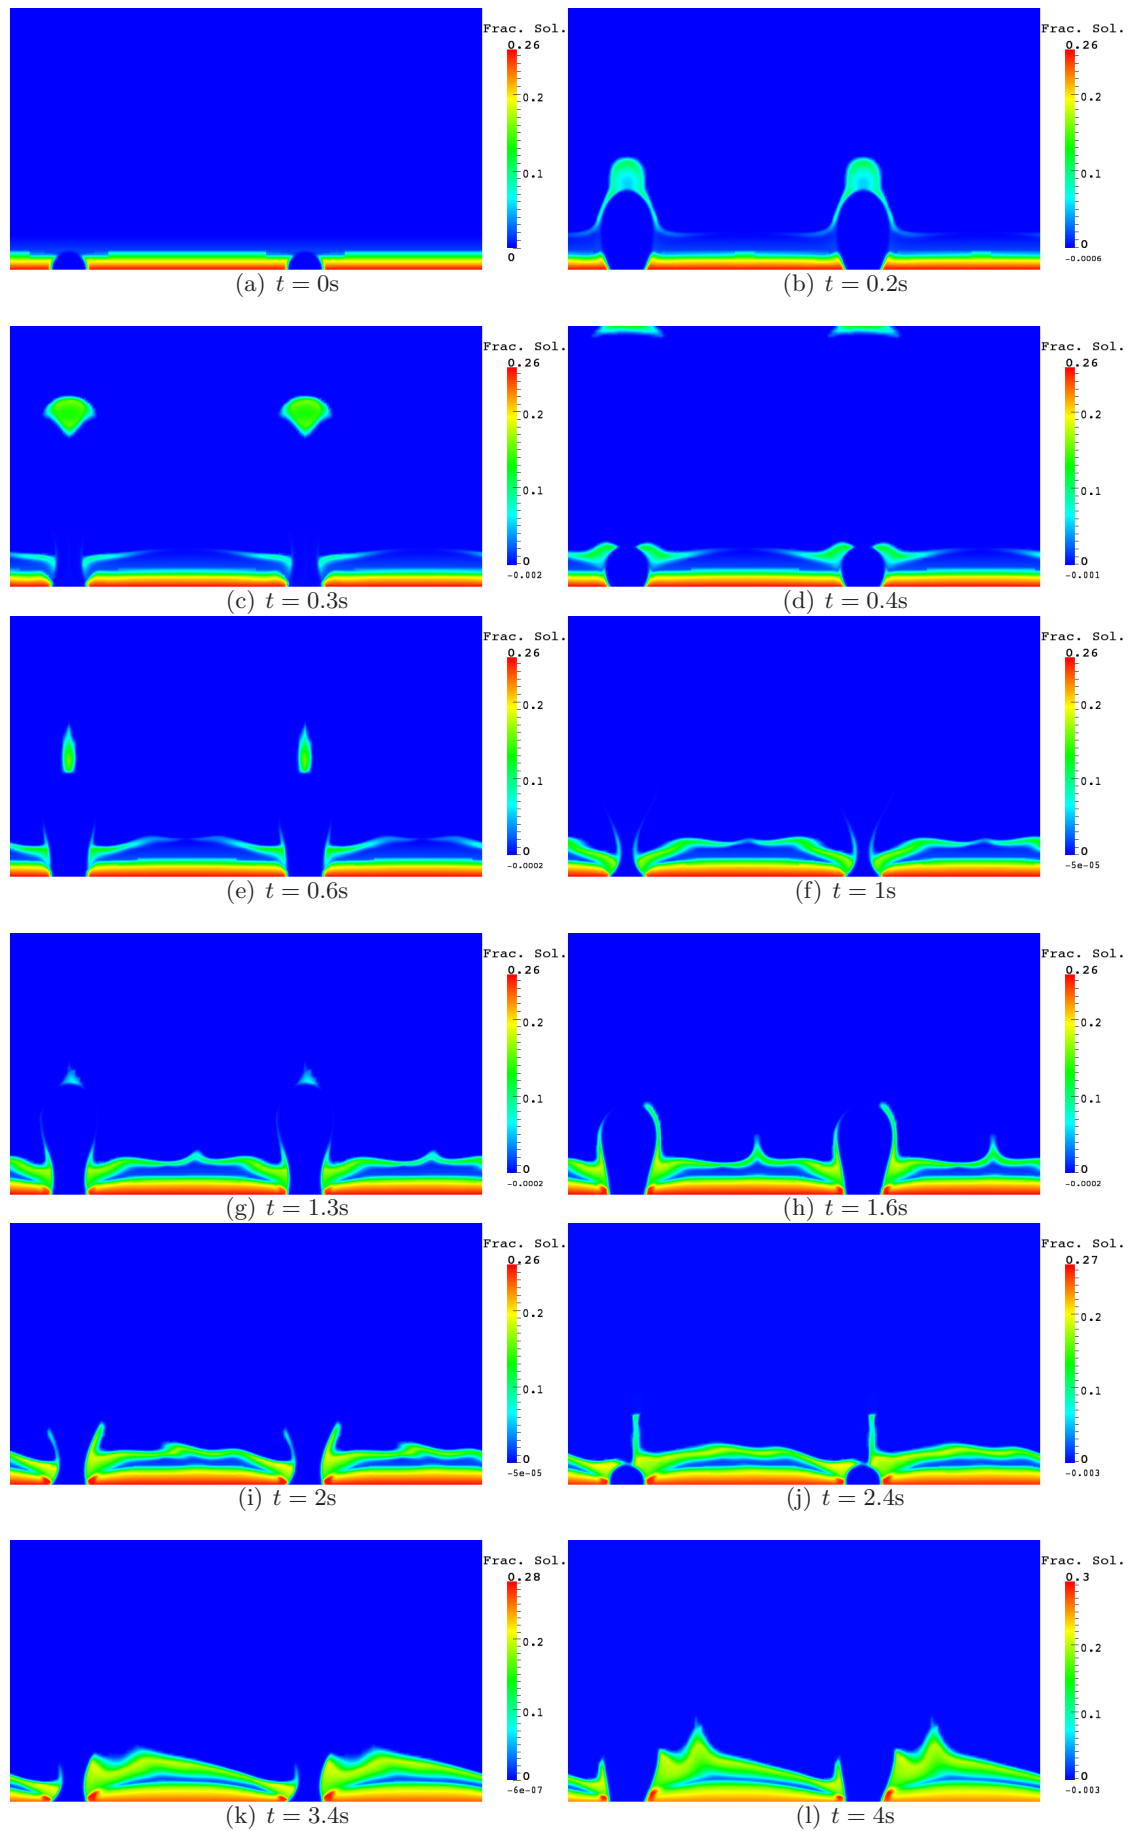 Frac. Sol. Frac. Sol.
0.26 0.26
0.2 0.2
0.1 0.1
0 0
0 -0.0006
(a) t = 0s (b) t = 0.2s
Frac. Sol. Frac. Sol.
0.26 0.26
0.2 0.2
0.1 0.1
0 0
-0.002 -0.001
(c) t = 0.3s (d) t = 0.4s
Frac. Sol. Frac. Sol.
0.26 0.26
0.2 0.2
0.1 0.1
0 0
-0.0002 -5e-05
(e) t = 0.6s (f) t = 1s
Frac. Sol. Frac. Sol.
0.26 0.26
0.2 0.2
0.1 0.1
0 0
-0.0002 -0.0002
(g) t = 1.3s (h) t = 1.6s
Frac. Sol. Frac. Sol.
0.26 0.27
0.2 0.2
0.1 0.1
0 0
-5e-05 -0.003
(i) t = 2s (j) t = 2.4s
Frac. Sol. Frac. Sol.
0.28 0.3
0.2 0.2
0.1 0.1
0 0
-6e-07 -0.003
(k) t = 3.4s (l) t = 4s